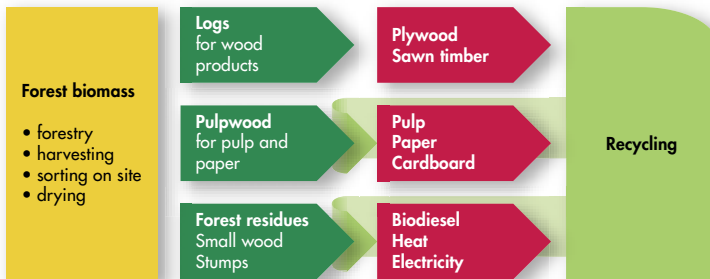 Forest biomass
• forestry
• harvesting
• sorting on site
• drying
Logs
for wood
products
Plywood
Sawn timber
Pulpwood
for pulp and
paper
Pulp
Paper
Cardboard
Forest residues
Small wood
Stumps
Biodiesel
Heat
Electricity
Recycling